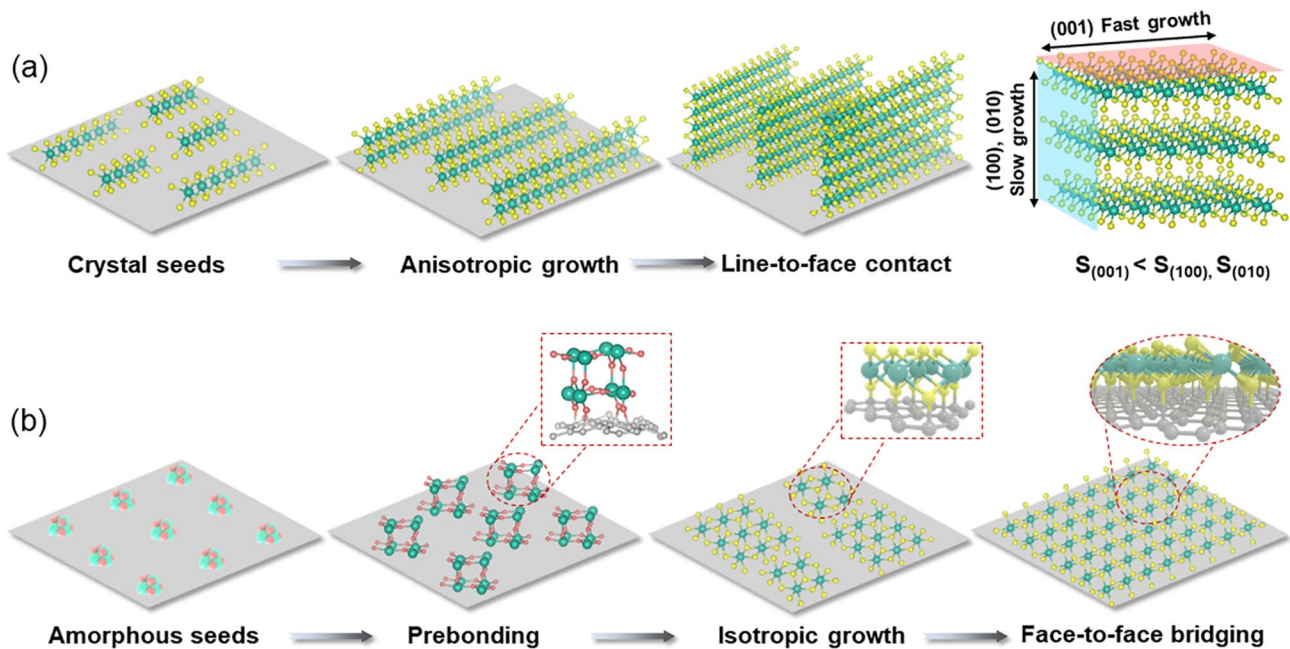 (a)
Crystal seeds
Anisotropic growth
Line-to-face contact
(001) Fast growth
(100), (010)
Slow growth
S(001) < S(100), S(010)
(b)
Amorphous seeds
Prebonding
Isotropic growth
Face-to-face bridging